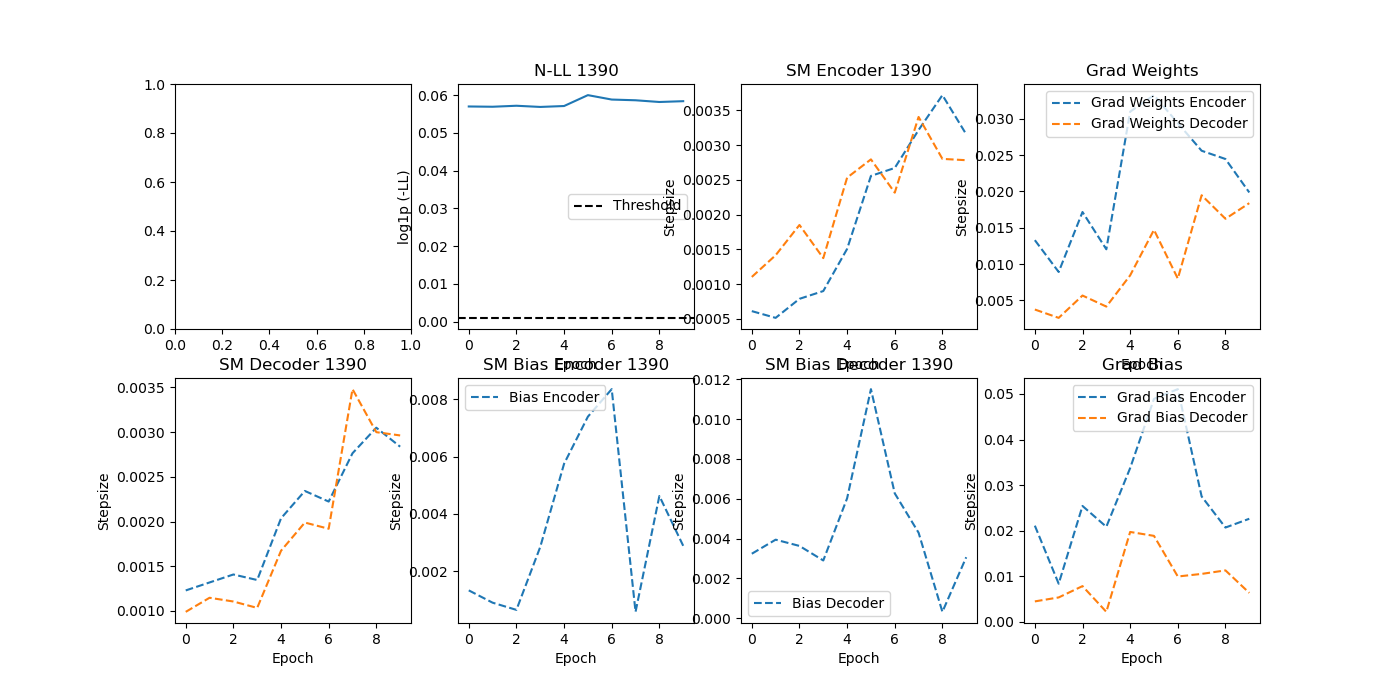 N-LL 1390
SM Encoder 1390
Grad Weights
1.0
0.8
0.6
0.4
0.2
0.0
0.0 0.2 0.4 0.6 0.8 1.0
log1p (-LL)
0.06
0.05
0.04
0.03
0.02
0.01
0.00
Threshold
0 2 4 6 8
Epoch
Stepsize
0.0035
0.0030
0.0025
0.0020
0.0015
0.0010
0.0005
0 2 4 6 8
Epoch
Stepsize
0.030
0.025
0.020
0.015
0.010
0.005
Grad Weights Encoder
Grad Weights Decoder
0 2 4 6 8
Epoch
SM Decoder 1390
SM Bias Encoder 1390
SM Bias Decoder 1390
Grad Bias
Stepsize
0.0035
0.0030
0.0025
0.0020
0.0015
0.0010
0 2 4 6 8
Epoch
Stepsize
0.008
0.006
0.004
0.002
Bias Encoder
0 2 4 6 8
Epoch
Stepsize
0.012
0.010
0.008
0.006
0.004
0.002
0.000
Bias Decoder
0 2 4 6 8
Epoch
Stepsize
0.05
0.04
0.03
0.02
0.01
0.00
Grad Bias Encoder
Grad Bias Decoder
0 2 4 6 8
Epoch